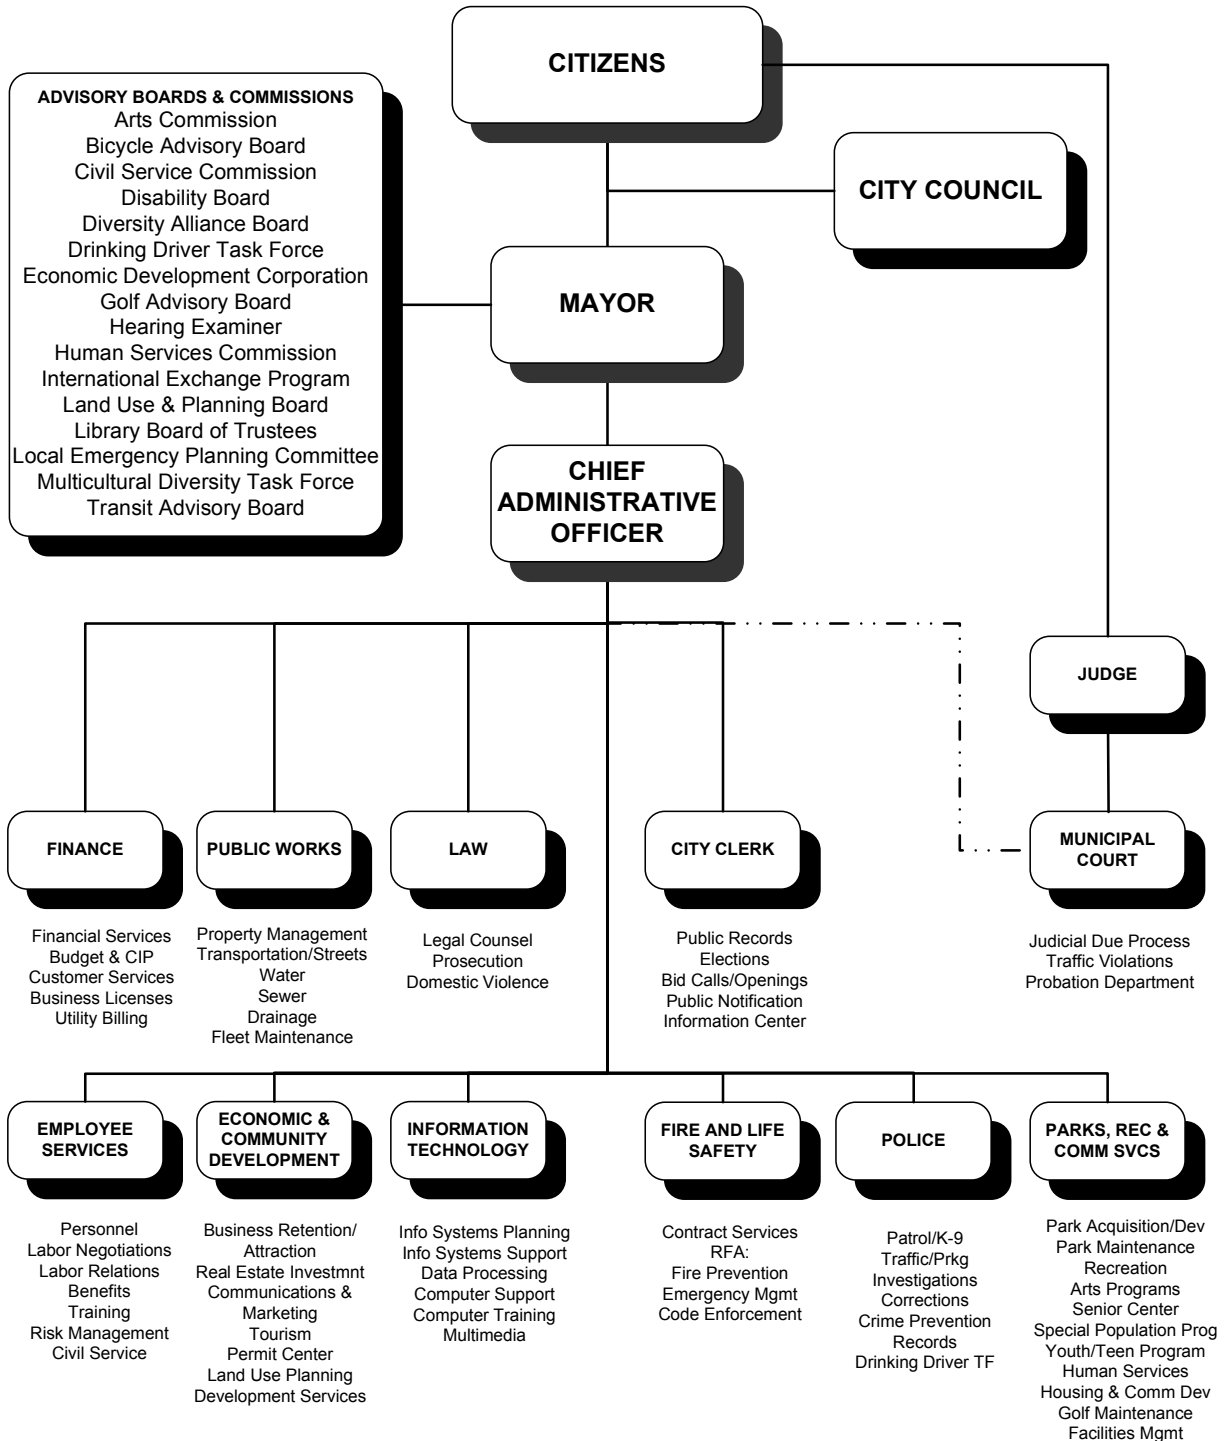 CITIZENS
ADVISORY BOARDS & COMMISSIONS
Arts Commission
Bicycle Advisory Board
Civil Service Commission
Disability Board
Diversity Alliance Board
Drinking Driver Task Force
Economic Development Corporation
Golf Advisory Board
Hearing Examiner
Human Services Commission
International Exchange Program
Land Use & Planning Board
Library Board of Trustees
Local Emergency Planning Committee
Multicultural Diversity Task Force
Transit Advisory Board
CITY COUNCIL
MAYOR
CHIEF
ADMINISTRATIVE
OFFICER
JUDGE
FINANCE
Financial Services
Budget & CIP
Customer Services
Business Licenses
Utility Billing
PUBLIC WORKS
Property Management
Transportation/Streets
Water
Sewer
Drainage
Fleet Maintenance
LAW
Legal Counsel
Prosecution
Domestic Violence
CITY CLERK
Public Records
Elections
Bid Calls/Openings
Public Notification
Information Center
MUNICIPAL
COURT
Judicial Due Process
Traffic Violations
Probation Department
EMPLOYEE
SERVICES
Personnel
Labor Negotiations
Labor Relations
Benefits
Training
Risk Management
Civil Service
ECONOMIC &
COMMUNITY
DEVELOPMENT
Business Retention/
Attraction
Real Estate Investmnt
Communications &
Marketing
Tourism
Permit Center
Land Use Planning
Development Services
INFORMATION
TECHNOLOGY
Info Systems Planning
Info Systems Support
Data Processing
Computer Support
Computer Training
Multimedia
FIRE AND LIFE
SAFETY
Contract Services
RFA:
Fire Prevention
Emergency Mgmt
Code Enforcement
POLICE
Patrol/K-9
Traffic/Prkg
Investigations
Corrections
Crime Prevention
Records
Drinking Driver TF
PARKS, REC &
COMM SVCS
Park Acquisition/Dev
Park Maintenance
Recreation
Arts Programs
Senior Center
Special Population Prog
Youth/Teen Program
Human Services
Housing & Comm Dev
Golf Maintenance
Facilities Mgmt